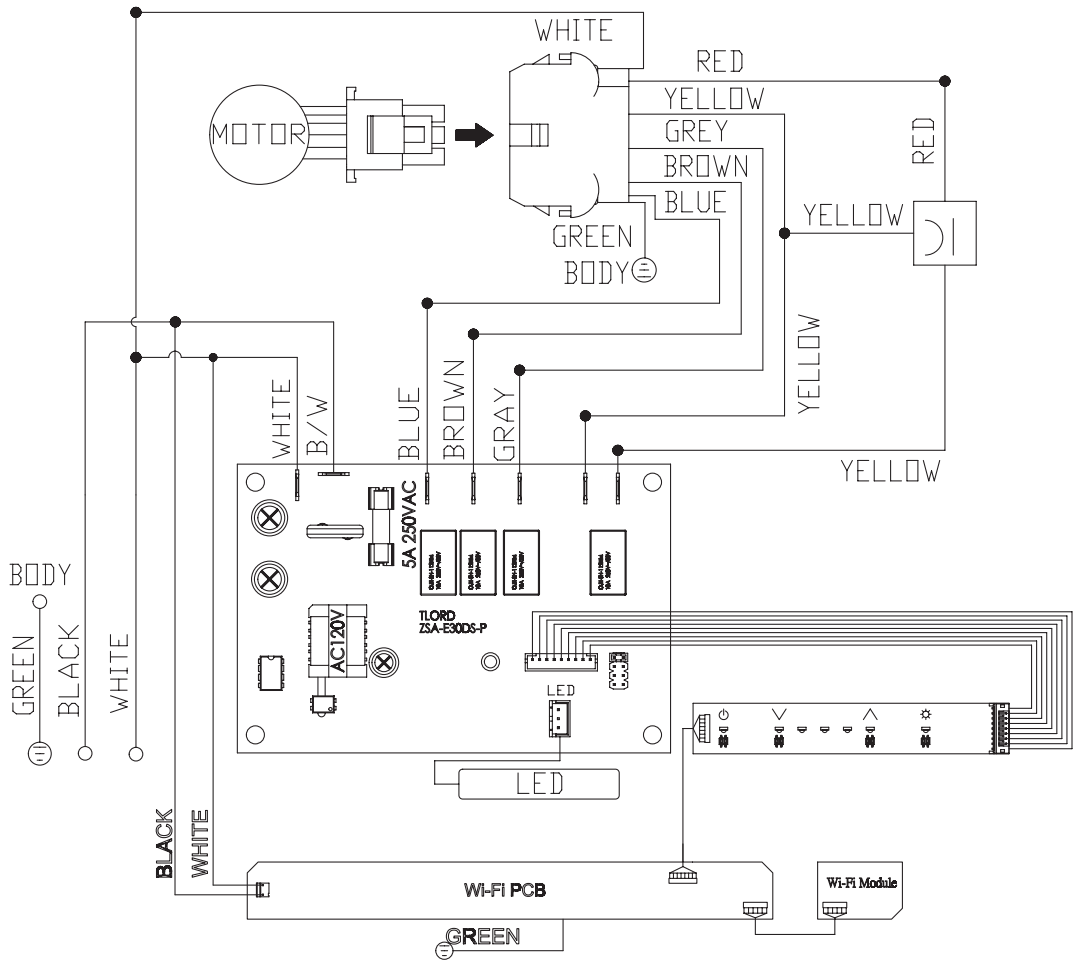 WHITE
RED
YELLOW
MOTOR
GREY
BROWN
RED
BLUE
YELLOW
GREEN
BODY
YELLOW
WHITE
B/W
BLUE
BROWN
GRAY
YELLOW
5A 250VAC
BODY
TLORD
ZSA-E30DS-P
AC120V
GREEN
BLACK
WHITE
LED
LED
BLACK
WHITE
Wi-Fi PCB
Wi-Fi Module
GREEN